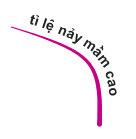 tỉ lệ nảy mầm cao